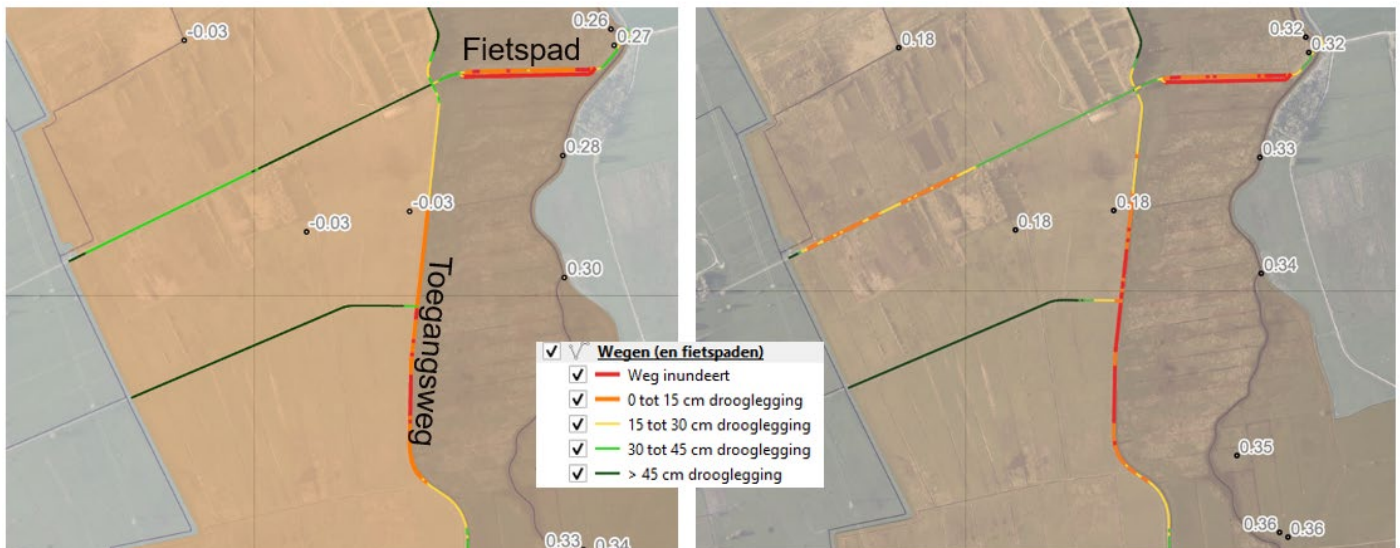 -0.03
0.26
0.27
Fietspad
0.28
-0.03
-0.03
0.30
Toegangsweg
0.33
0.34
Wegen (en fietspaden)
Weg inundeert
0 tot 15 cm drooglegging
15 tot 30 cm drooglegging
30 tot 45 cm drooglegging
> 45 cm drooglegging
0.18
0.32
0.32
0.33
0.18
0.18
0.34
0.35
0.36
0.36